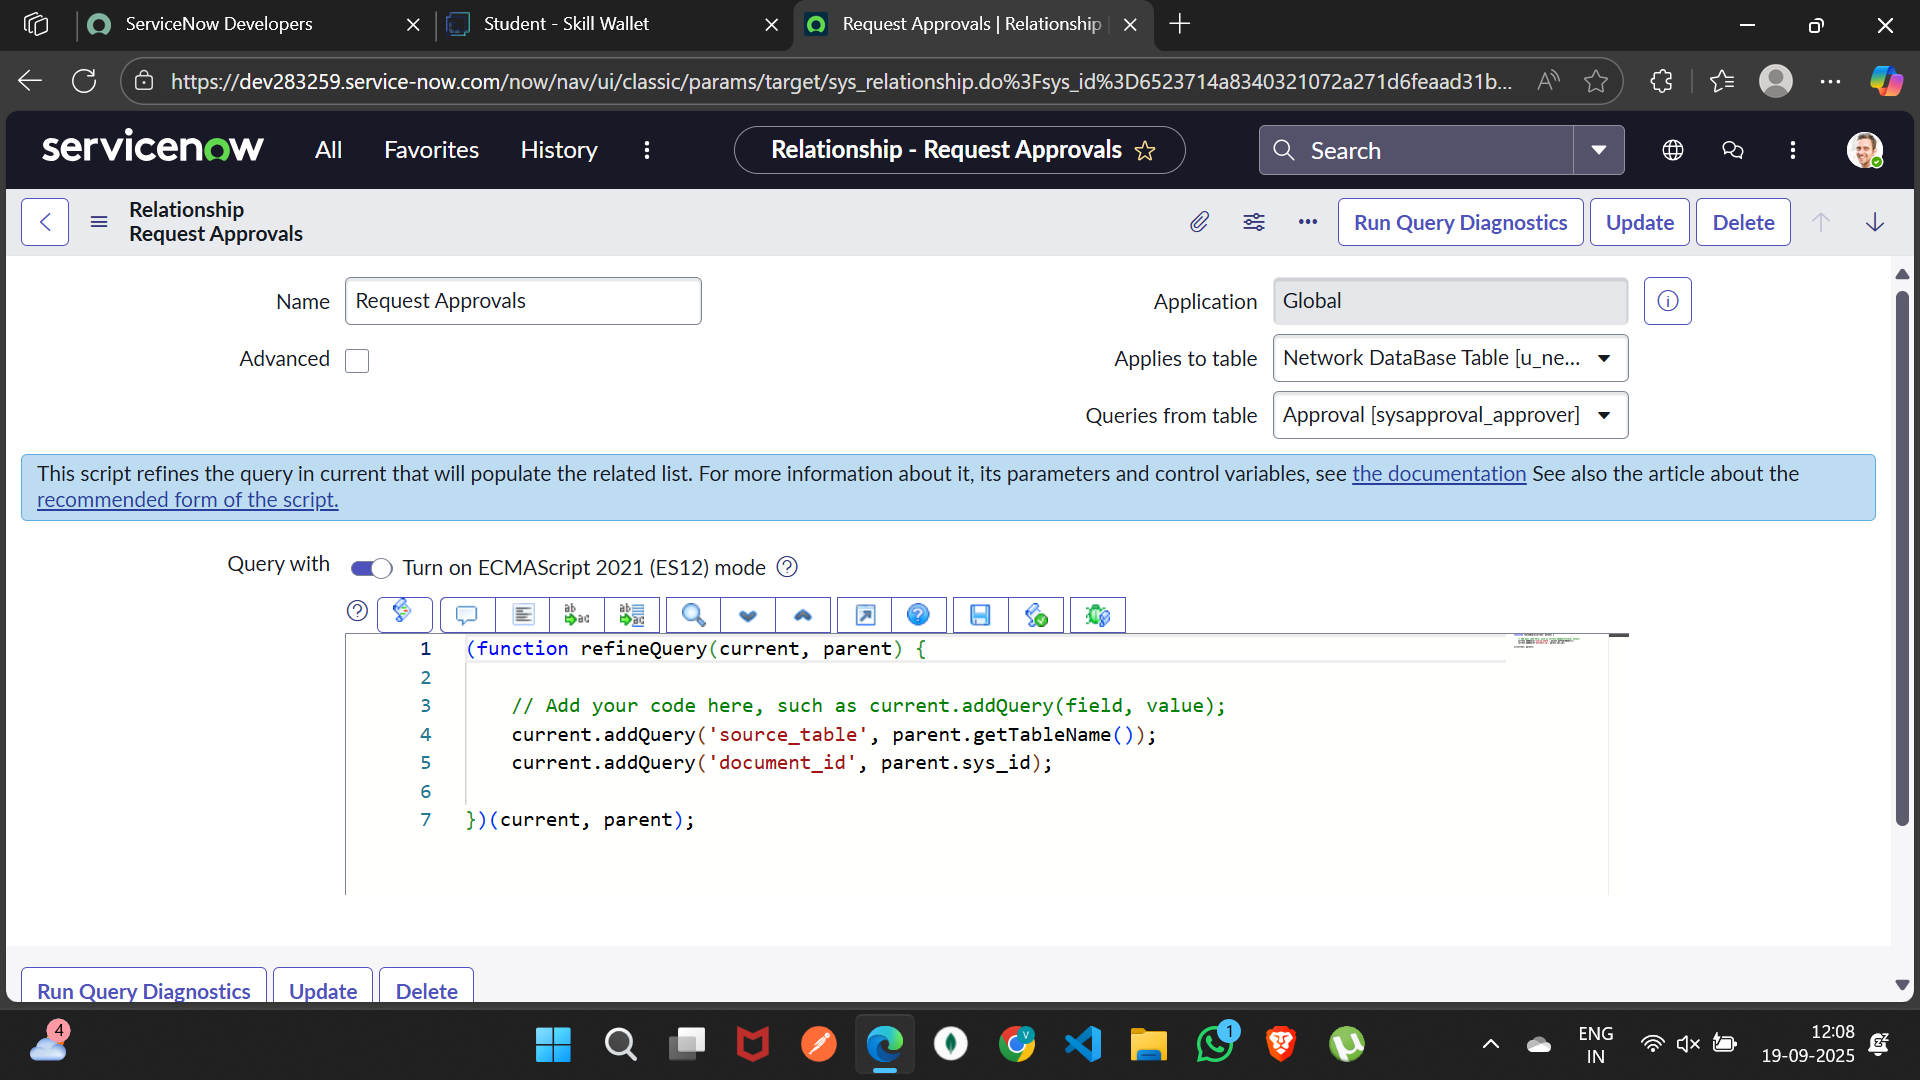 ServiceNow Developers
Student - Skill Wallet
Request Approvals | Relationship
https://dev283259.service-now.com/now/nav/ui/classic/params/target/sys_relationship.do%3Fsys_id%3D6523714a8340321072a271d6feaad31b...
servicenow
All
Favorites
History
Relationship - Request Approvals
Search
Relationship
Request Approvals
Run Query Diagnostics
Update
Delete
Name
Request Approvals
Application
Global
Advanced
Applies to table
Network DataBase Table [u_ne...
Queries from table
Approval [sysapproval_approver]
This script refines the query in current that will populate the related list. For more information about it, its parameters and control variables, see the documentation See also the article about the
recommended form of the script.
Query with
Turn on ECMAScript 2021 (ES12) mode
1 (function refineQuery(current, parent) {
2
3 // Add your code here, such as current.addQuery(field, value);
4 current.addQuery('source_table', parent.getTableName());
5 current.addQuery('document_id', parent.sys_id);
6
7 })(current, parent);
Run Query Diagnostics
Update
Delete
4
V
1
ENG
IN
12:08
19-09-2025